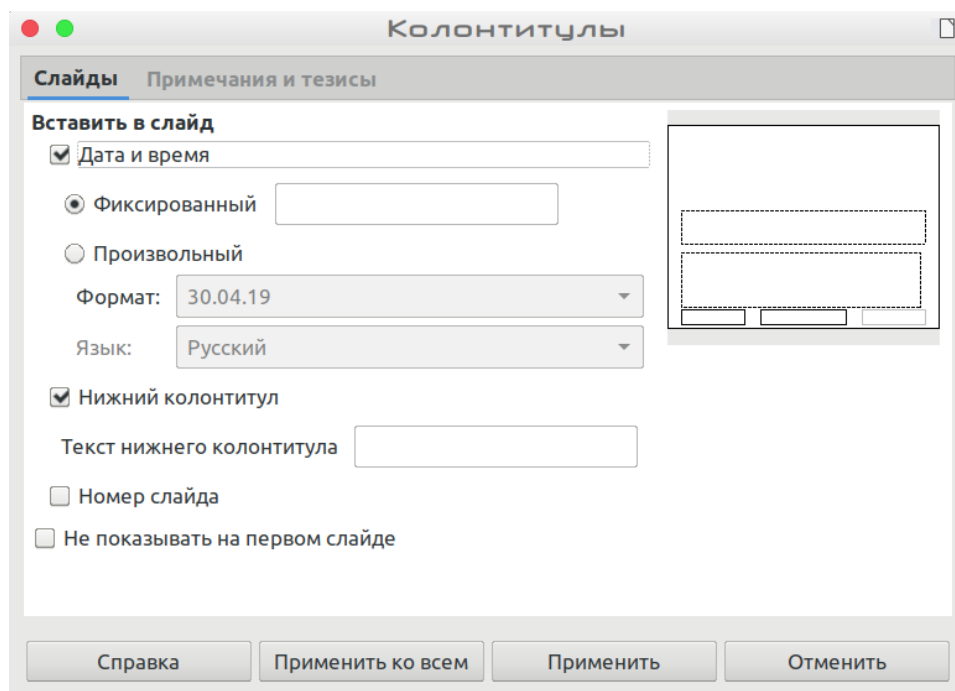 Колонтитулы
Слайды Примечания и тезисы
Вставить в слайд
Дата и время
Фиксированный
Произвольный
Формат: 30.04.19
Язык: Русский
Нижний колонтитул
Текст нижнего колонтитула
Номер слайда
Не показывать на первом слайде
Справка Применить ко всем Применить Отменить